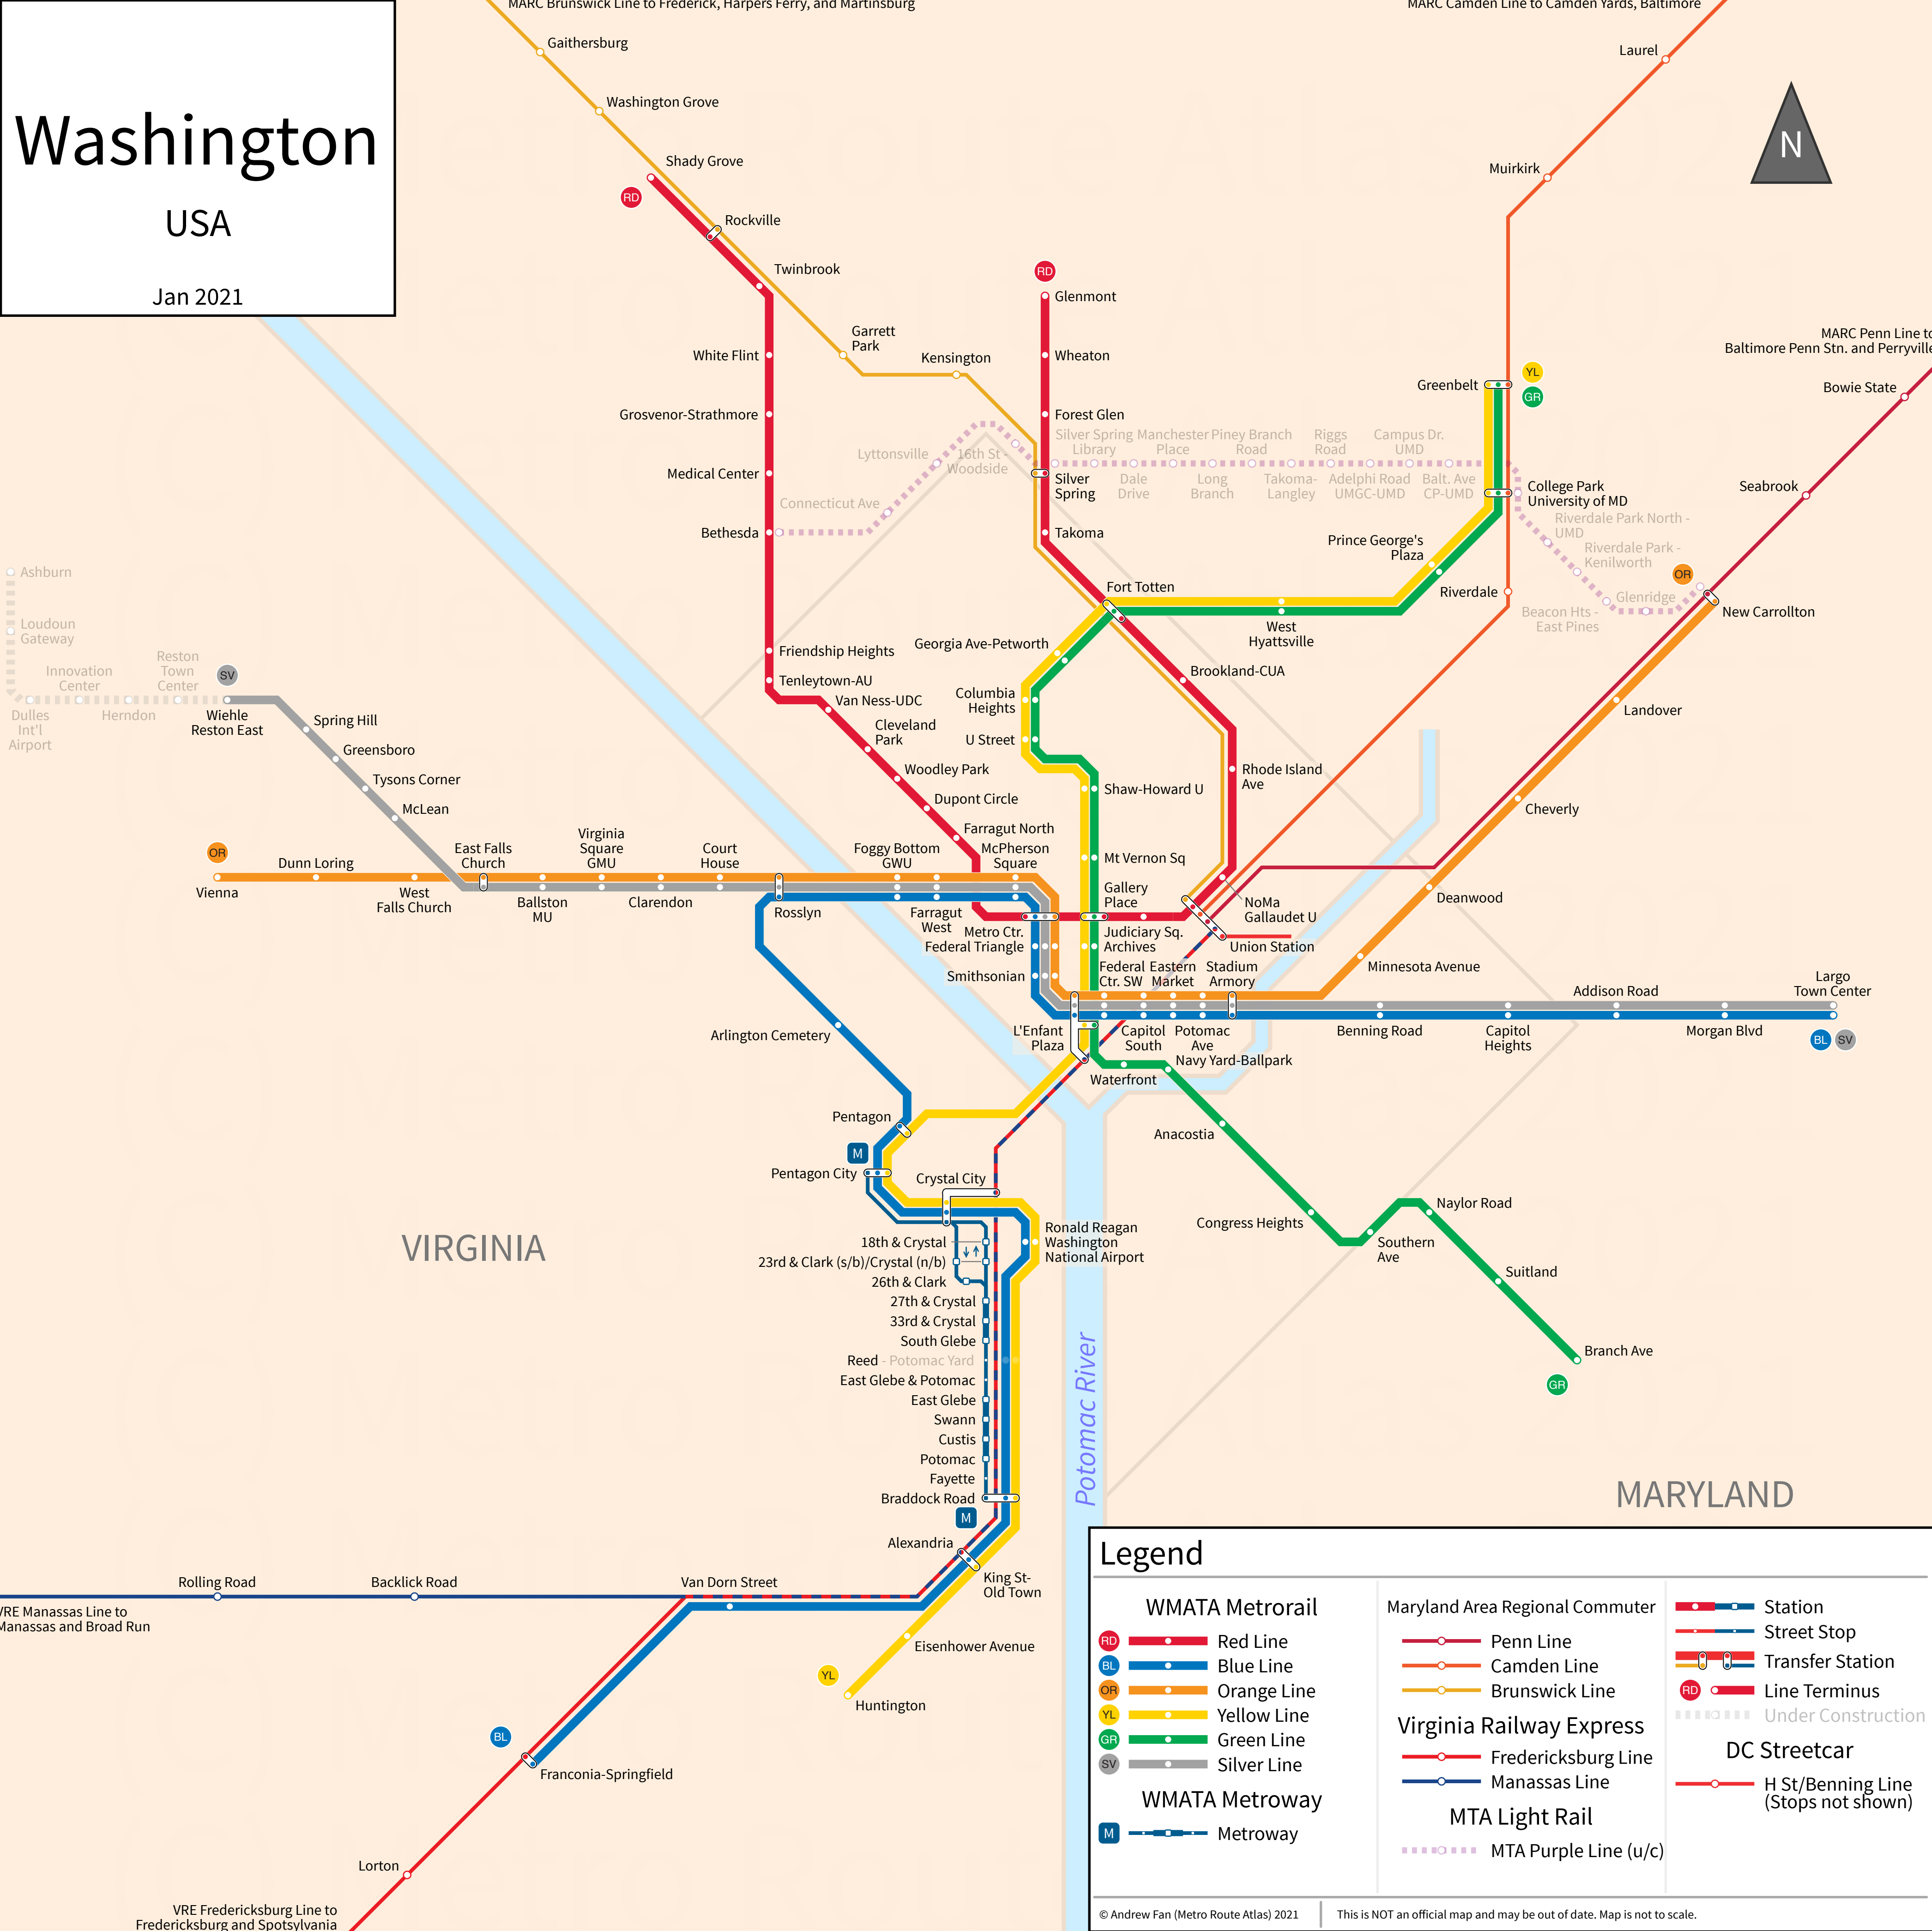 MARC Brunswick Line to Frederick, Harpers Ferry, and Martinsburg
MARC Camden Line to Camden Yards, Baltimore
Washington
USA
Jan 2021
Gaithersburg
Washington Grove
Shady Grove
RD
Rockville
Twinbrook
Garrett
Park
Kensington
White Flint
Grosvenor-Strathmore
Medical Center
Bethesda
Friendship Heights
Tenleytown-AU
Van Ness-UDC
Cleveland
Park
Woodley Park
Dupont Circle
Farragut North
RD
Glenmont
Wheaton
Forest Glen
Silver
Spring
Takoma
Fort Totten
Laurel
Muirkirk
N
MARC Penn Line to
Baltimore Penn Stn. and Perryville
Bowie State
Seabrook
YL
GR
Greenbelt
College Park
University of MD
Prince George's
Plaza
Riverdale
West
Hyattsville
OR
New Carrollton
Landover
Cheverly
Deanwood
Minnesota Avenue
Connecticut Ave
Lyttonsville
16th St -
Woodside
Silver Spring
Library
Dale
Drive
Manchester
Place
Long
Branch
Piney Branch
Road
Takoma-
Langley
Riggs
Road
Adelphi Road
UMGC-UMD
Campus Dr.
UMD
Balt. Ave
CP-UMD
Riverdale Park North -
UMD
Riverdale Park -
Kenilworth
Beacon Hts -
East Pines
Glenridge
Georgia Ave-Petworth
Columbia
Heights
U Street
Shaw-Howard U
Mt Vernon Sq
Gallery
Place
Brookland-CUA
Rhode Island
Ave
NoMa
Gallaudet U
Union Station
Judiciary Sq.
Archives
Ashburn
Loudoun
Gateway
Dulles
Int'l
Airport
Innovation
Center
Herndon
Reston
Town
Center
SV
Wiehle
Reston East
Spring Hill
Greensboro
Tysons Corner
McLean
OR
Vienna
Dunn Loring
West
Falls Church
East Falls
Church
Ballston
MU
Virginia
Square
GMU
Clarendon
Court
House
Rosslyn
Foggy Bottom
GWU
Farragut
West
McPherson
Square
Metro Ctr.
Federal Triangle
Smithsonian
L'Enfant
Plaza
Federal
Ctr. SW
Capitol
South
Eastern
Market
Potomac
Ave
Stadium
Armory
Benning Road
Capitol
Heights
Addison Road
Morgan Blvd
Largo
Town Center
BL
SV
Arlington Cemetery
Pentagon
M
Pentagon City
Crystal City
Ronald Reagan
Washington
National Airport
Waterfront
Navy Yard-Ballpark
Anacostia
Congress Heights
Southern
Ave
Naylor Road
Suitland
Branch Ave
GR
VIRGINIA
MARYLAND
Potomac River
18th & Crystal
23rd & Clark (s/b)/Crystal (n/b)
26th & Clark
27th & Crystal
33rd & Crystal
South Glebe
Reed - Potomac Yard
East Glebe & Potomac
East Glebe
Swann
Custis
Potomac
Fayette
Braddock Road
M
Alexandria
King St-
Old Town
Eisenhower Avenue
YL
Huntington
Van Dorn Street
Backlick Road
Rolling Road
VRE Manassas Line to
Manassas and Broad Run
BL
Franconia-Springfield
Lorton
VRE Fredericksburg Line to
Fredericksburg and Spotsylvania
Legend
WMATA Metrorail
RD Red Line
BL Blue Line
OR Orange Line
YL Yellow Line
GR Green Line
SV Silver Line
WMATA Metroway
M Metroway
Maryland Area Regional Commuter
Penn Line
Camden Line
Brunswick Line
Virginia Railway Express
Fredericksburg Line
Manassas Line
MTA Light Rail
MTA Purple Line (u/c)
Station
Street Stop
Transfer Station
RD Line Terminus
Under Construction
DC Streetcar
H St/Benning Line
(Stops not shown)
© Andrew Fan (Metro Route Atlas) 2021
This is NOT an official map and may be out of date. Map is not to scale.